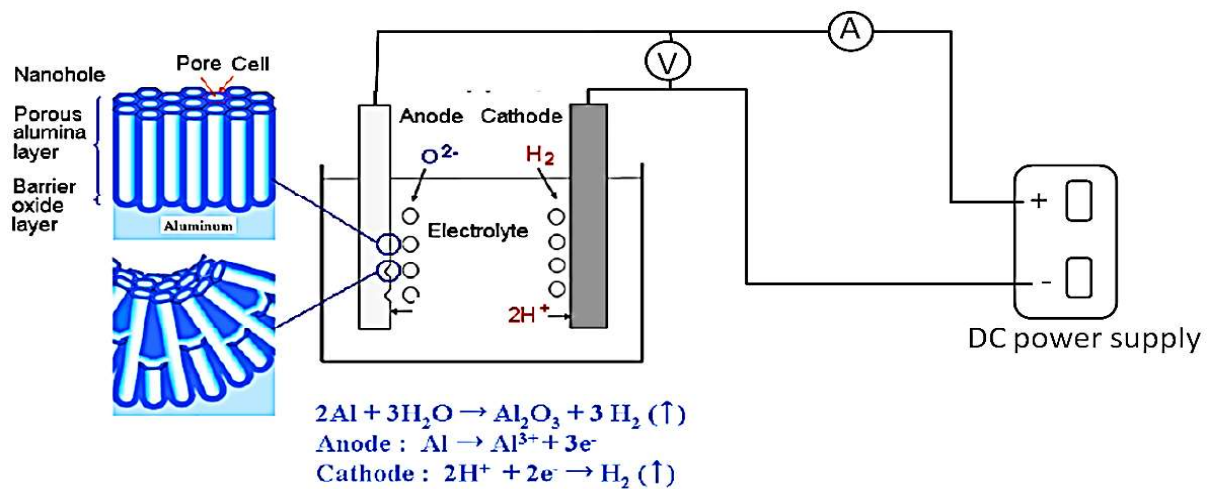 Nanohole
Pore Cell
Porous
alumina
layer
Barrier
oxide
layer
Aluminum
Anode
Cathode
O²⁻
H₂
Electrolyte
2H⁺
A
V
+
-
DC power supply
2Al + 3H₂O → Al₂O₃ + 3 H₂ (↑)
Anode : Al → Al³⁺ + 3e⁻
Cathode : 2H⁺ + 2e⁻ → H₂ (↑)